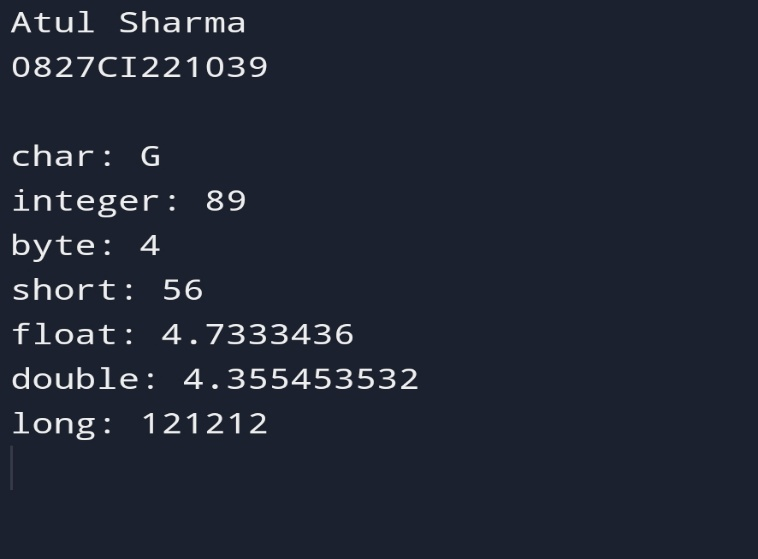 Atul Sharma
0827CI221039
char: G
integer: 89
byte: 4
short: 56
float: 4.7333436
double: 4.355453532
long: 121212